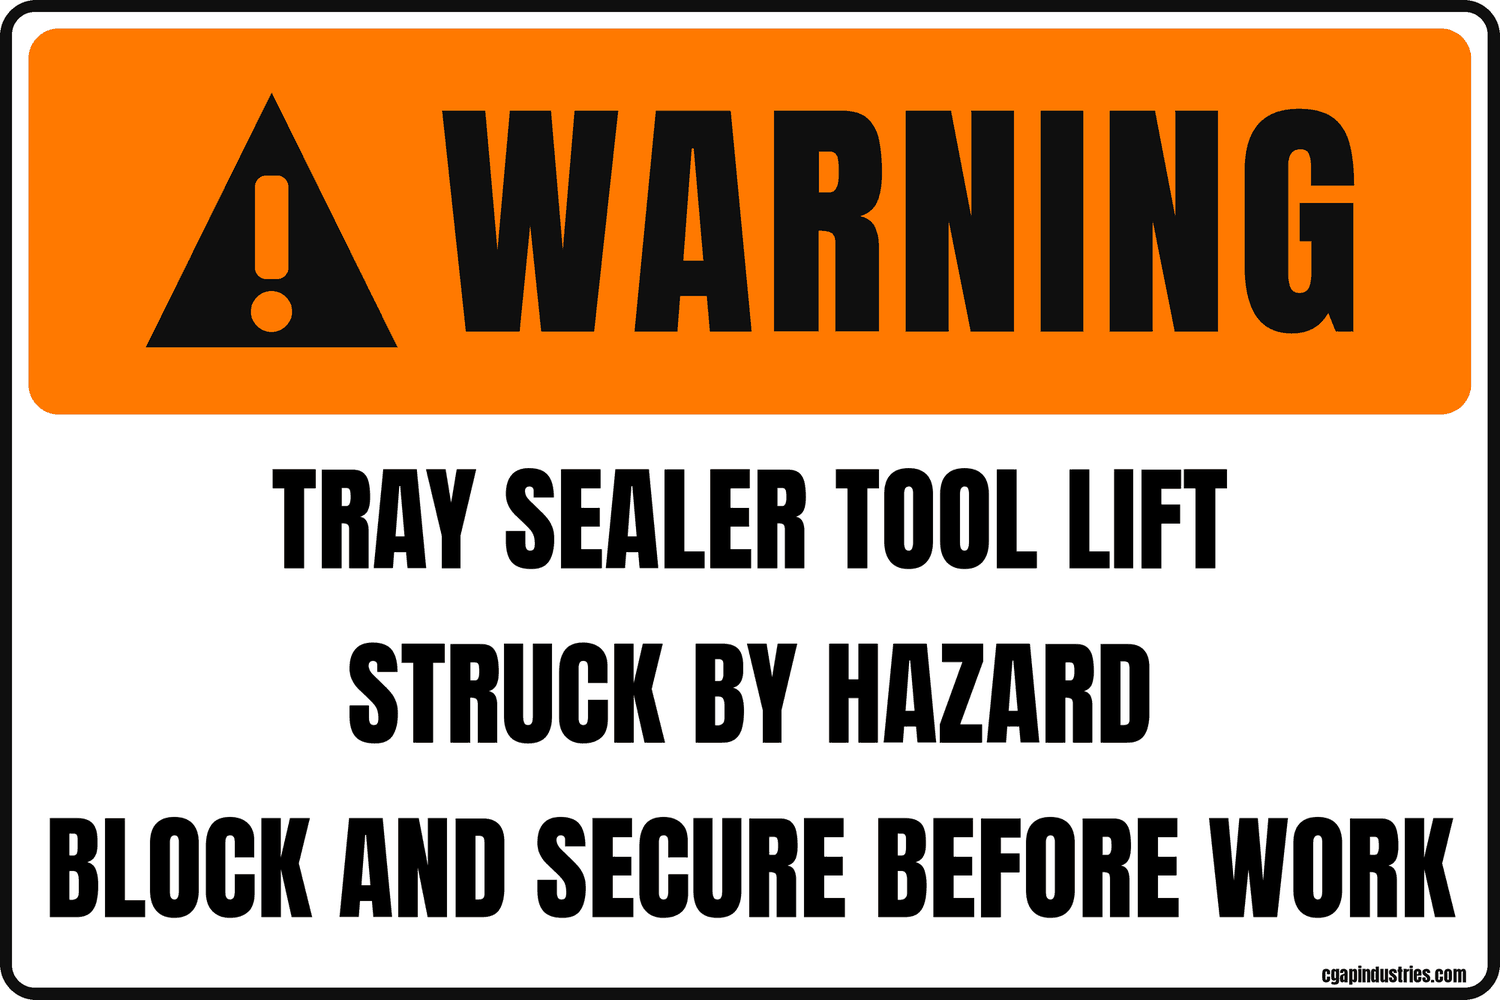 WARNING
TRAY SEALER TOOL LIFT
STRUCK BY HAZARD
BLOCK AND SECURE BEFORE WORK
cgapindustries.com